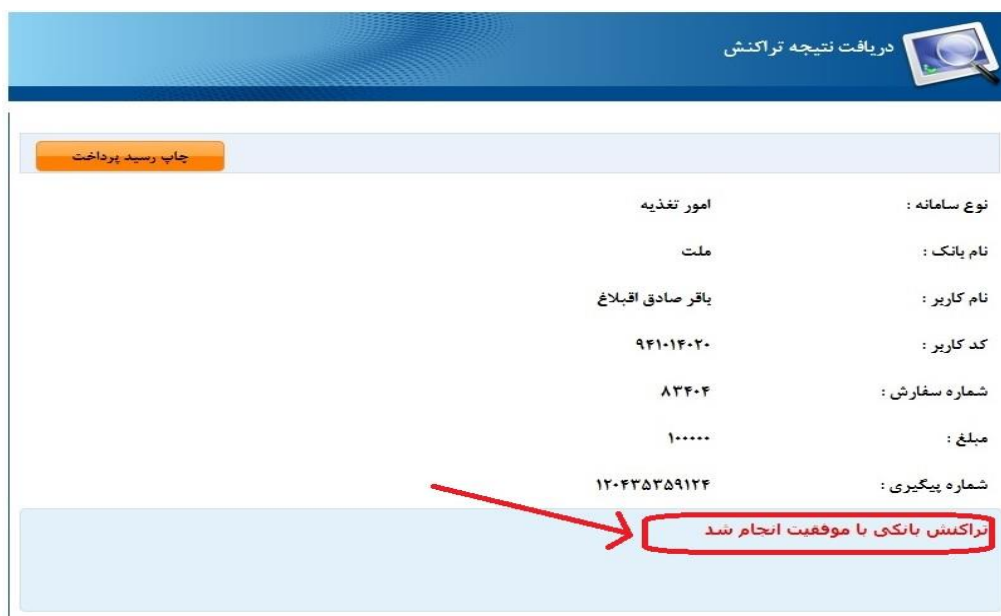 دریافت نتیجه تراکنش
چاپ رسید پرداخت
نوع سامانه : امور تغذیه
نام بانک : ملت
نام کاربر : باقر صادق اقبلاغ
کد کاربر : ۹۴۱۰۱۴۰۲۰
شماره سفارش : ۸۳۴۰۴
مبلغ : ۱۰۰۰۰۰
شماره پیگیری : ۱۲۰۴۳۵۳۵۹۱۲۴
تراکنش بانکی با موفقیت انجام شد